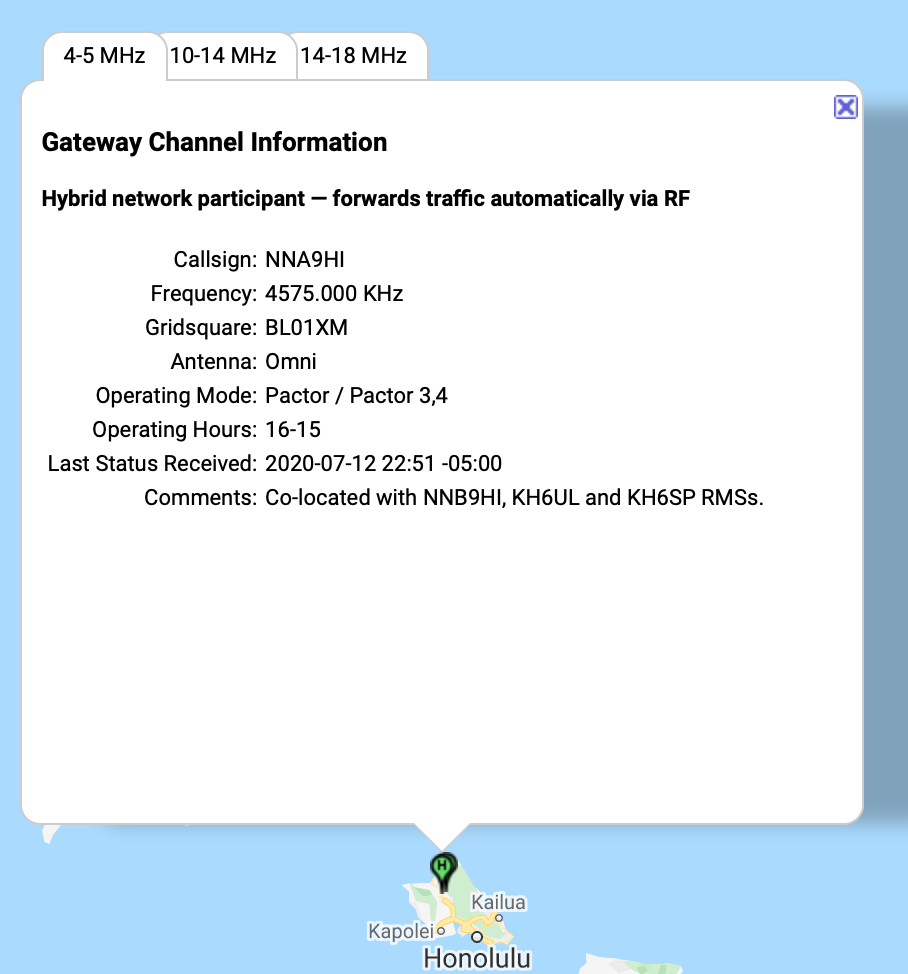 4-5 MHz 10-14 MHz 14-18 MHz
Gateway Channel Information
Hybrid network participant — forwards traffic automatically via RF
Callsign: NNA9HI
Frequency: 4575.000 KHz
Gridsquare: BL01XM
Antenna: Omni
Operating Mode: Pactor / Pactor 3,4
Operating Hours: 16-15
Last Status Received: 2020-07-12 22:51 -05:00
Comments: Co-located with NNB9HI, KH6UL and KH6SP RMSs.
H
Kailua
Kapolei
Honolulu